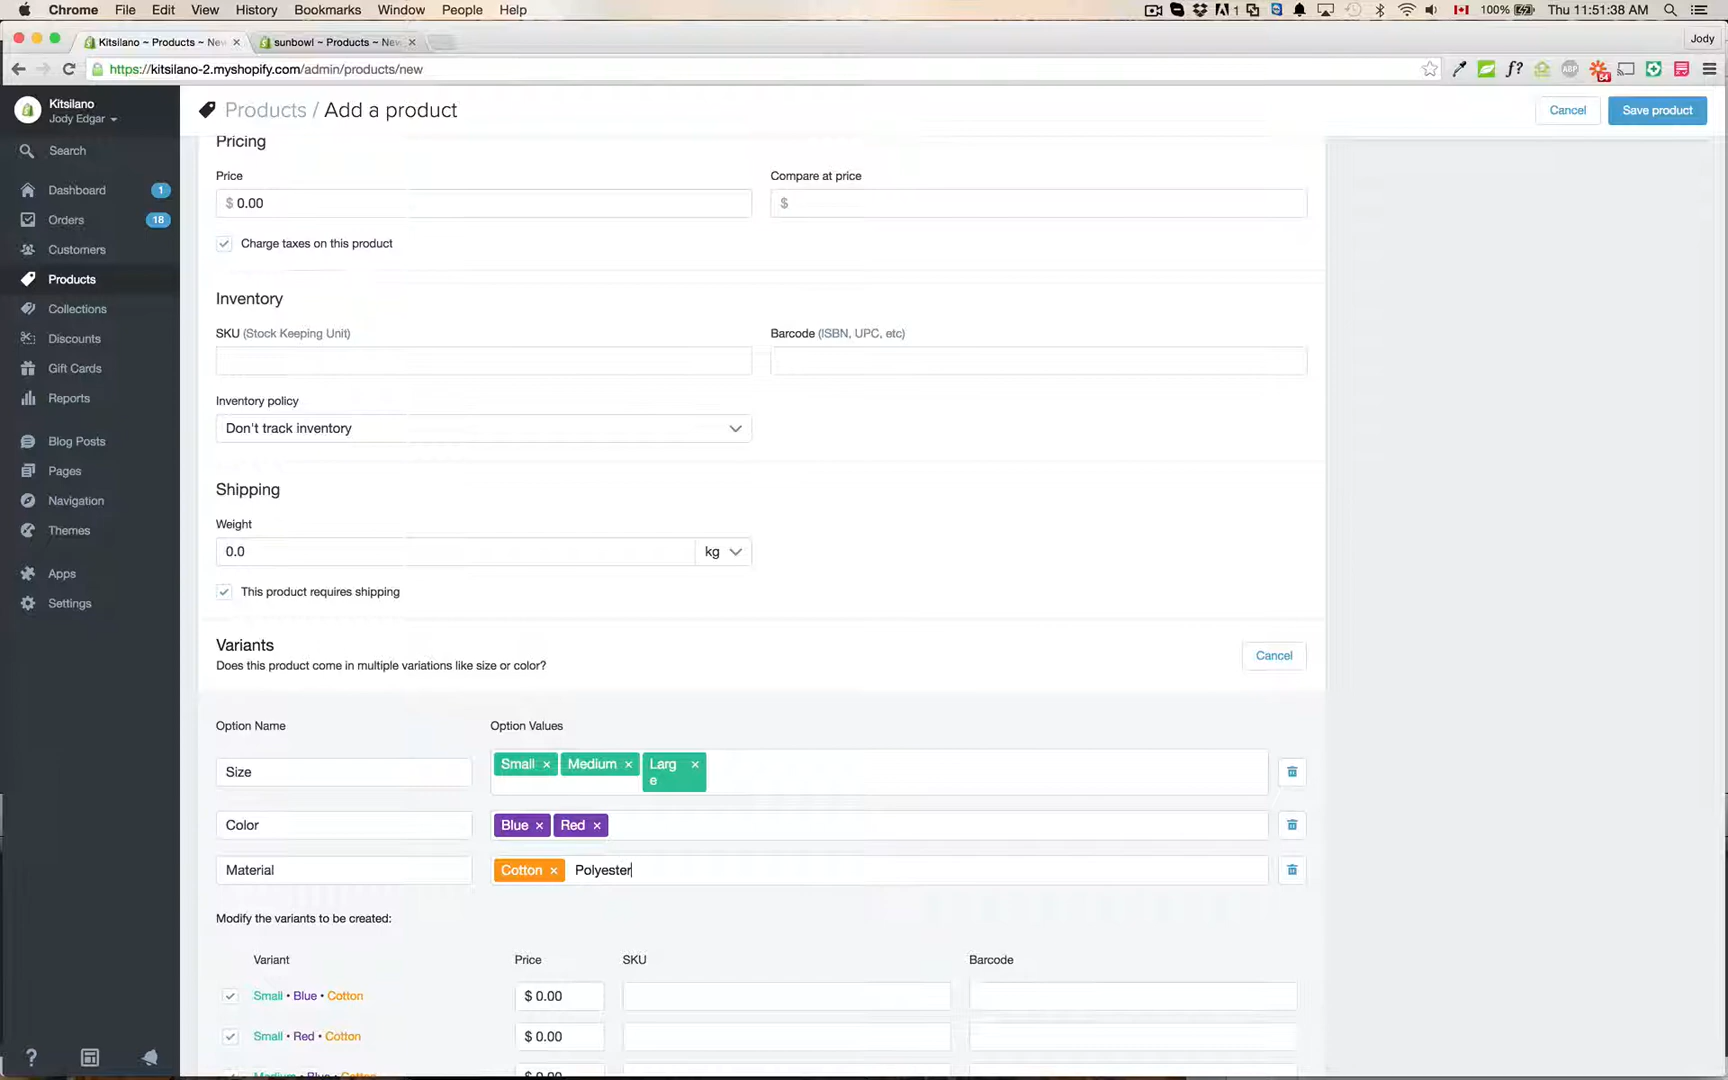 Chrome File Edit View History Bookmarks Window People Help 1 100% Thu 11:51:38 AM
Kitsilano ~ Products ~ New sunbowl ~ Products ~ New Jody
https://kitsilano-2.myshopify.com/admin/products/new f? ABP 54
Kitsilano
Jody Edgar
Products / Add a product Cancel Save product
Search
Dashboard 1
Orders 18
Customers
Products
Collections
Discounts
Gift Cards
Reports
Blog Posts
Pages
Navigation
Themes
Apps
Settings
?
Pricing
Price Compare at price
$ 0.00 $
Charge taxes on this product
Inventory
SKU (Stock Keeping Unit) Barcode (ISBN, UPC, etc)
Inventory policy
Don't track inventory
Shipping
Weight
0.0 kg
This product requires shipping
Variants
Does this product come in multiple variations like size or color?
Cancel
Option Name Option Values
Size Small × Medium × Larg ×
e
Color Blue × Red ×
Material Cotton × Polyester
Modify the variants to be created:
Variant Price SKU Barcode
Small • Blue • Cotton $ 0.00
Small • Red • Cotton $ 0.00
Medium • Blue • Cotton $ 0.00